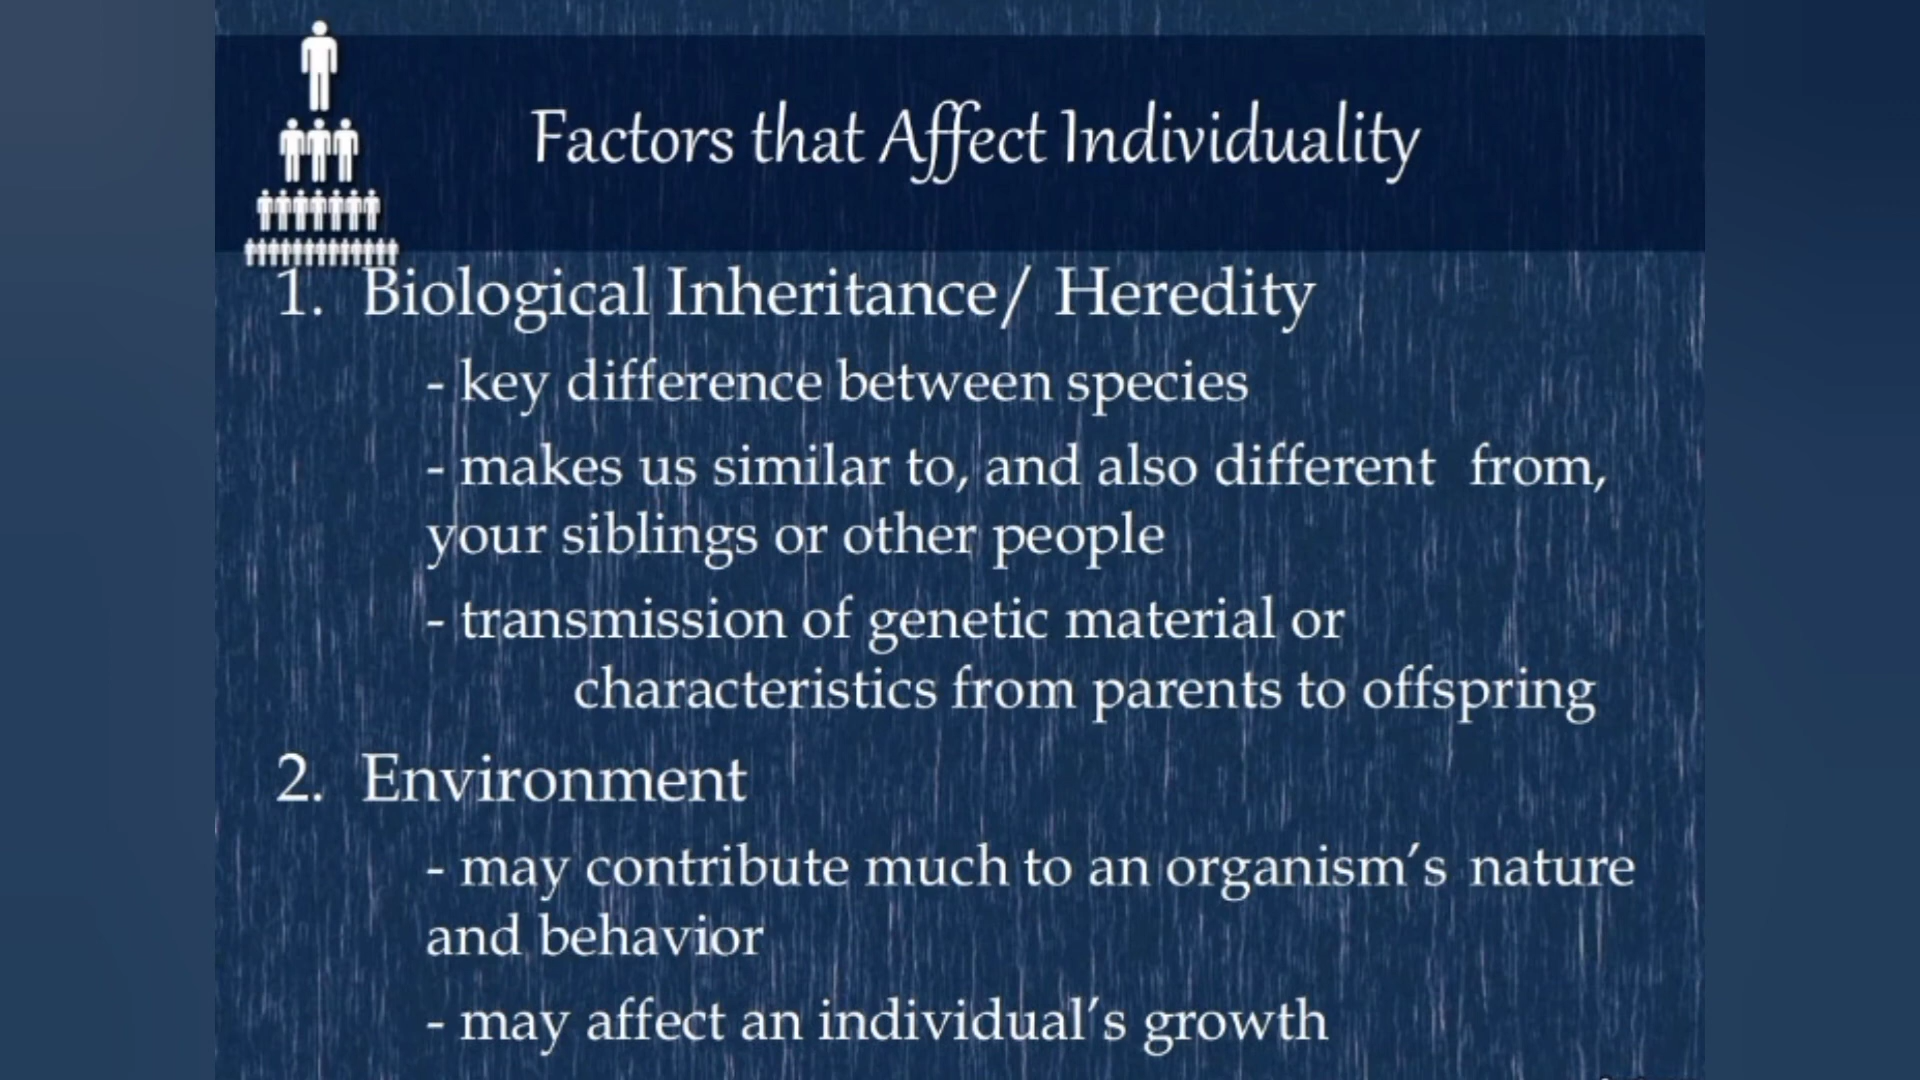 Factors that Affect Individuality
1. Biological Inheritance/ Heredity
- key difference between species
- makes us similar to, and also different from,
your siblings or other people
- transmission of genetic material or
characteristics from parents to offspring
2. Environment
- may contribute much to an organism’s nature
and behavior
- may affect an individual’s growth